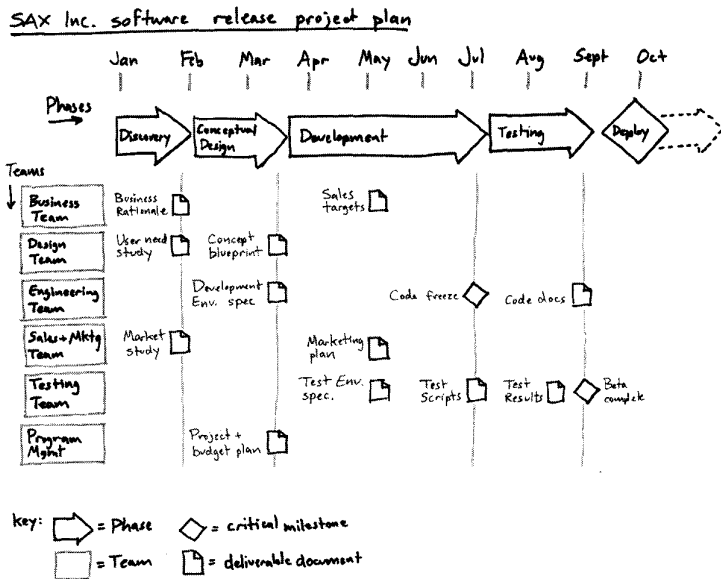 SAX Inc. software release project plan
Jan Feb Mar Apr May Jun Jul Aug Sept Oct
Phases
Discovery
Conceptual
Design
Development
Testing
Deploy
Teams
Business
Team
Business
Rationale
Sales
targets
Design
Team
User need
study
Concept
blueprint
Engineering
Team
Development
Env. spec
Code freeze
Code docs
Sales + Mktg
Team
Market
study
Marketing
plan
Testing
Team
Test Env.
spec.
Test
Scripts
Test
Results
Beta
complete
Program
Mgmt
Project +
budget plan
key:
= Phase
= critical milestone
= Team
= deliverable document